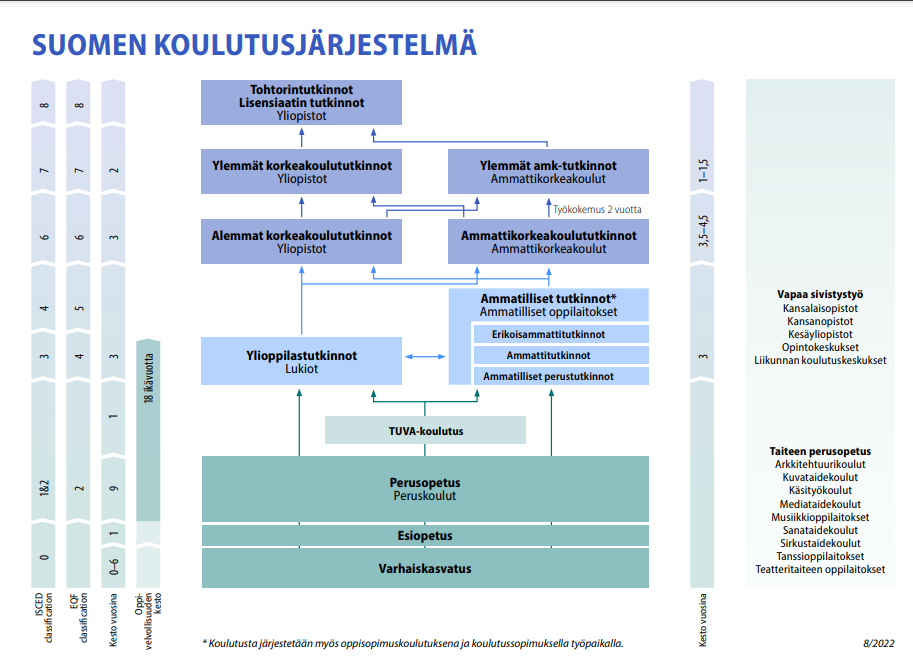 SUOMEN KOULUTUSJÄRJESTELMÄ
8
7
6
4
3
1&2
0
ISCED
classification
8
7
6
5
4
2
EQF
classification
2
3
3
1
9
1
0–6
Kesto vuosina
18 ikävuotta
Oppi-
velvollisuuden
kesto
Tohtorintutkinnot
Lisensiaatin tutkinnot
Yliopistot
Ylemmät korkeakoulututkinnot
Yliopistot
Ylemmät amk-tutkinnot
Ammattikorkeakoulut
Työkokemus 2 vuotta
Alemmat korkeakoulututkinnot
Yliopistot
Ammattikorkeakoulututkinnot
Ammattikorkeakoulut
Ammatilliset tutkinnot*
Ammatilliset oppilaitokset
Erikoisammattitutkinnot
Ammattitutkinnot
Ammatilliset perustutkinnot
Ylioppilastutkinnot
Lukiot
TUVA-koulutus
Perusopetus
Peruskoulut
Esiopetus
Varhaiskasvatus
1–1,5
3,5–4,5
3
Kesto vuosina
Vapaa sivistystyö
Kansalaisopistot
Kansanopistot
Kesäyliopistot
Opintokeskukset
Liikunnan koulutuskeskukset
Taiteen perusopetus
Arkkitehtuurikoulut
Kuvataidekoulut
Käsityökoulut
Mediataidekoulut
Musiikkioppilaitokset
Sanataidekoulut
Sirkustaidekoulut
Tanssioppilaitokset
Teatteritaiteen oppilaitokset
* Koulutusta järjestetään myös oppisopimuskoulutuksena ja koulutussopimuksella työpaikalla.
8/2022